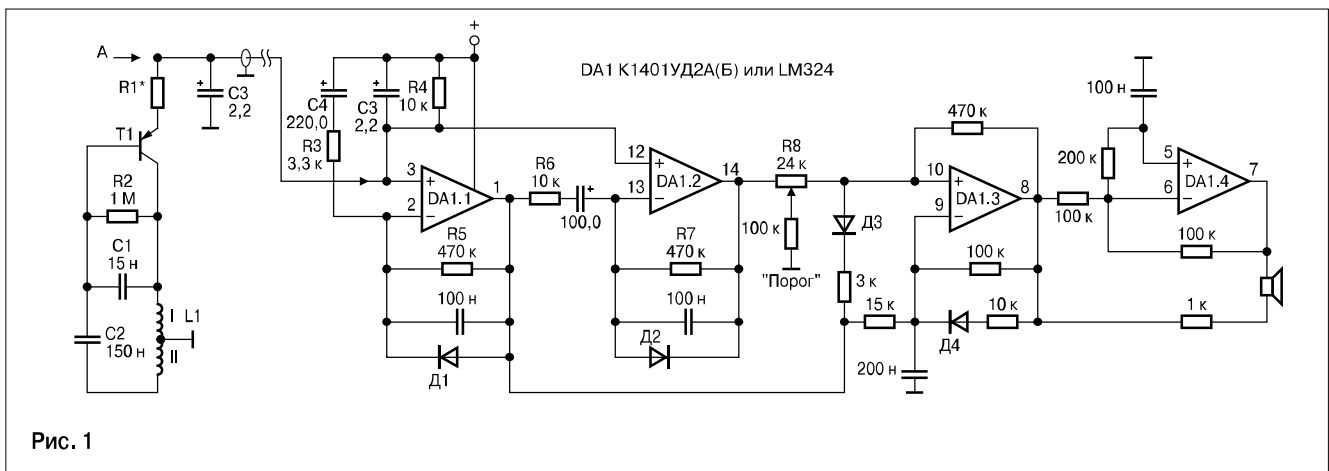 A
R1*
+
C3
2,2
T1
R2
1 М
C1
15 н
C2
150 н
I
L1
II
+
C4
220,0
R3
3,3 к
+
C3
2,2
R4
10 к
+
DA1 К1401УД2А(Б) или LM324
3
+
2
−
DA1.1
1
R5
470 к
100 н
Д1
R6
10 к
+
100,0
12
+
13
−
DA1.2
14
R7
470 к
100 н
Д2
R8
24 к
100 к
"Порог"
Д3
3 к
15 к
470 к
10
+
9
−
DA1.3
8
100 к
Д4
10 к
200 н
100 к
200 к
100 н
5
+
6
−
DA1.4
7
100 к
1 к
Рис. 1